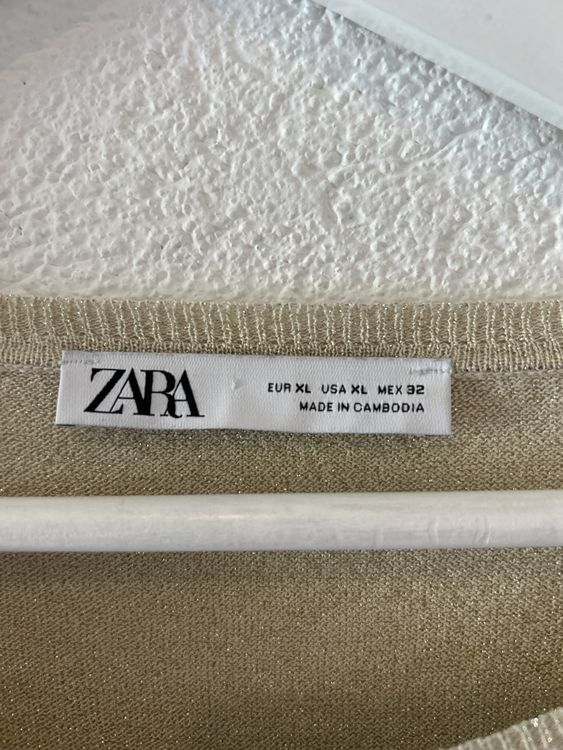 ZARA
EUR XL USA XL MEX 32
MADE IN CAMBODIA